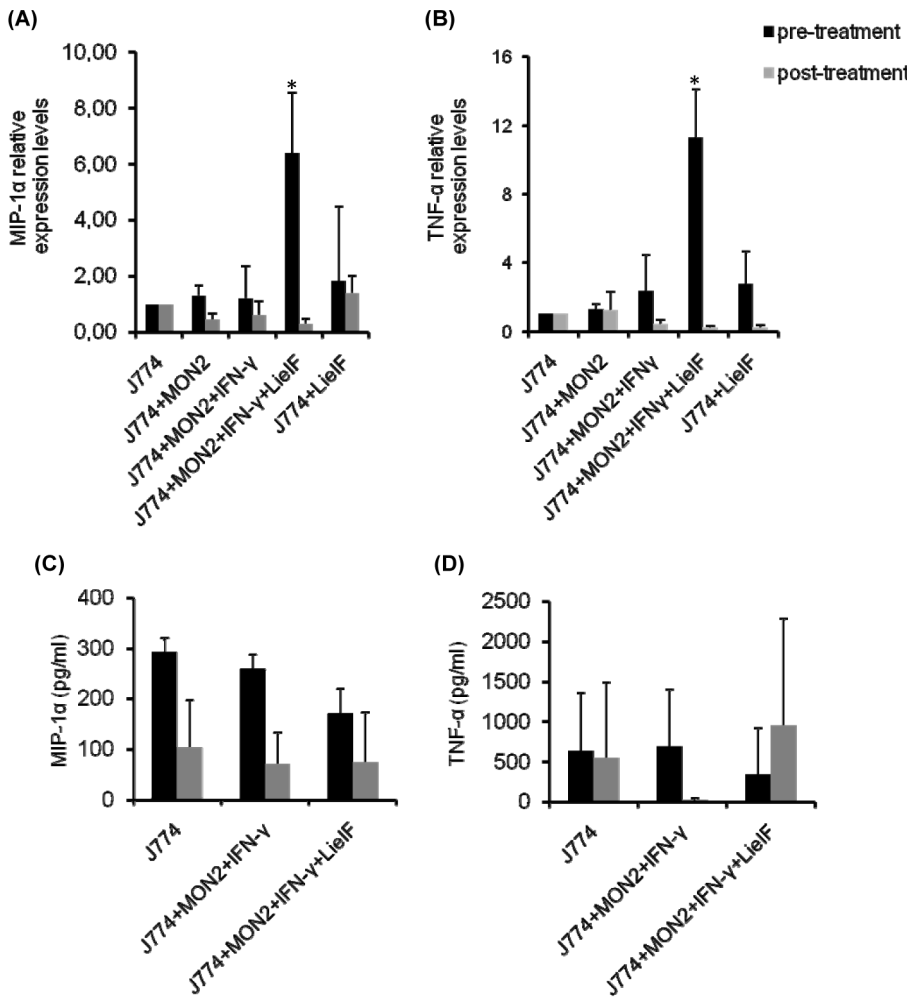 (A)
MIP-1α relative
expression levels
10,00
8,00
6,00
4,00
2,00
0,00
*
J774
J774+MON2
J774+MON2+IFN-γ
J774+MON2+IFN-γ+LieIF
J774+LieIF
(B)
TNF-α relative
expression levels
16
12
8
4
0
*
J774
J774+MON2
J774+MON2+IFNγ
J774+MON2+IFNγ+LieIF
J774+LieIF
pre-treatment
post-treatment
(C)
MIP-1α (pg/ml)
400
300
200
100
0
J774
J774+MON2+IFN-γ
J774+MON2+IFN-γ+LieIF
(D)
TNF-α (pg/ml)
2500
2000
1500
1000
500
0
J774
J774+MON2+IFN-γ
J774+MON2+IFN-γ+LieIF